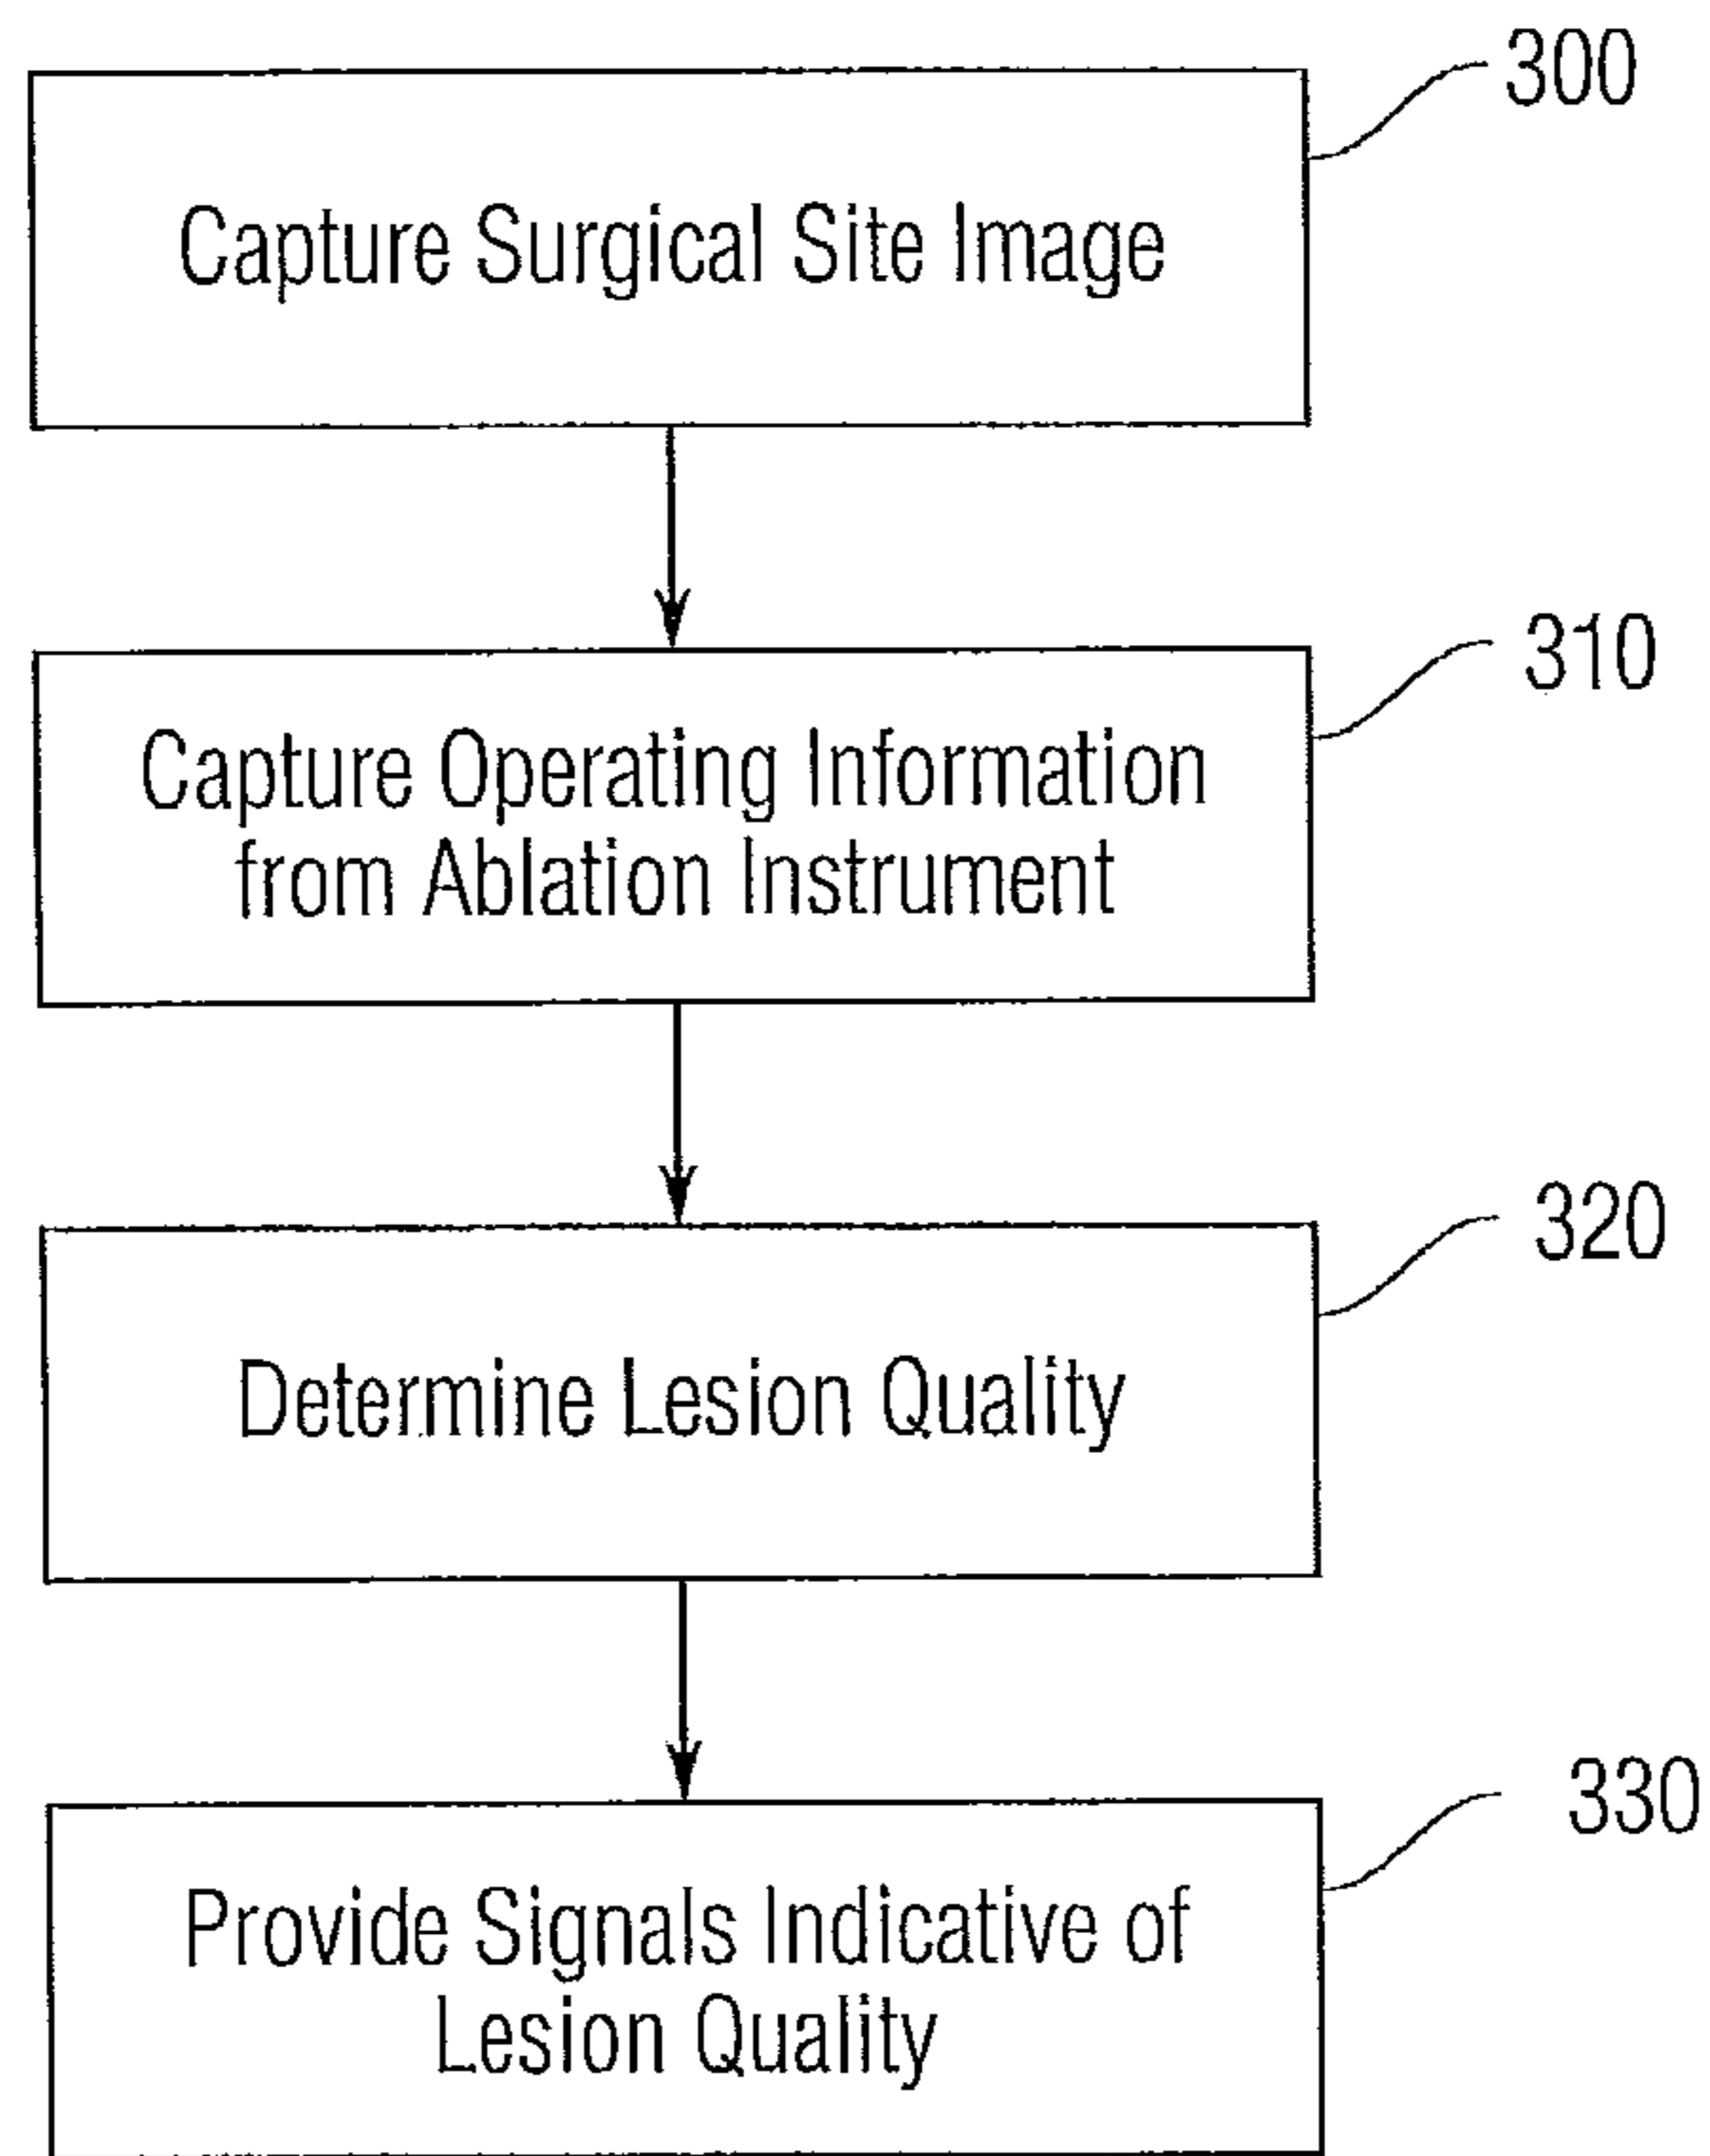 300
Capture Surgical Site Image
310
Capture Operating Information
from Ablation Instrument
320
Determine Lesion Quality
330
Provide Signals Indicative of
Lesion Quality